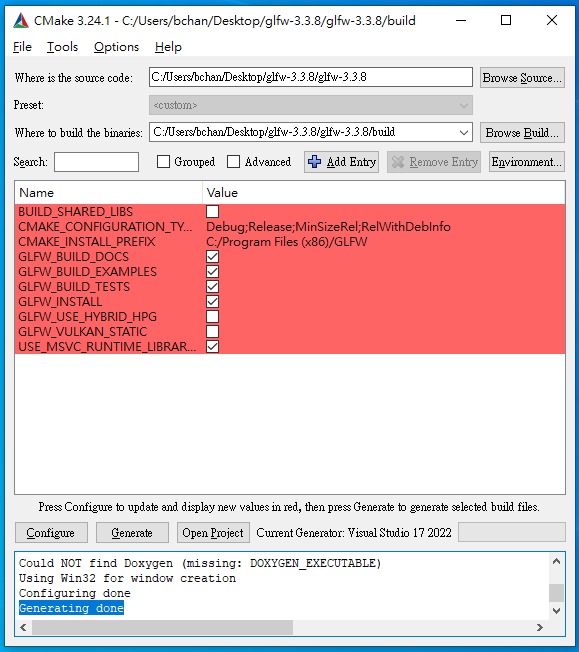 CMake 3.24.1 - C:/Users/bchan/Desktop/glfw-3.3.8/glfw-3.3.8/build
File Tools Options Help
Where is the source code: C:/Users/bchan/Desktop/glfw-3.3.8/glfw-3.3.8 Browse Source...
Preset: <custom>
Where to build the binaries: C:/Users/bchan/Desktop/glfw-3.3.8/glfw-3.3.8/build Browse Build...
Search: Grouped Advanced Add Entry Remove Entry Environment...
Name Value
BUILD_SHARED_LIBS
CMAKE_CONFIGURATION_TY... Debug;Release;MinSizeRel;RelWithDebInfo
CMAKE_INSTALL_PREFIX C:/Program Files (x86)/GLFW
GLFW_BUILD_DOCS
GLFW_BUILD_EXAMPLES
GLFW_BUILD_TESTS
GLFW_INSTALL
GLFW_USE_HYBRID_HPG
GLFW_VULKAN_STATIC
USE_MSVC_RUNTIME_LIBRAR...
Press Configure to update and display new values in red, then press Generate to generate selected build files.
Configure Generate Open Project Current Generator: Visual Studio 17 2022
Could NOT find Doxygen (missing: DOXYGEN_EXECUTABLE)
Using Win32 for window creation
Configuring done
Generating done